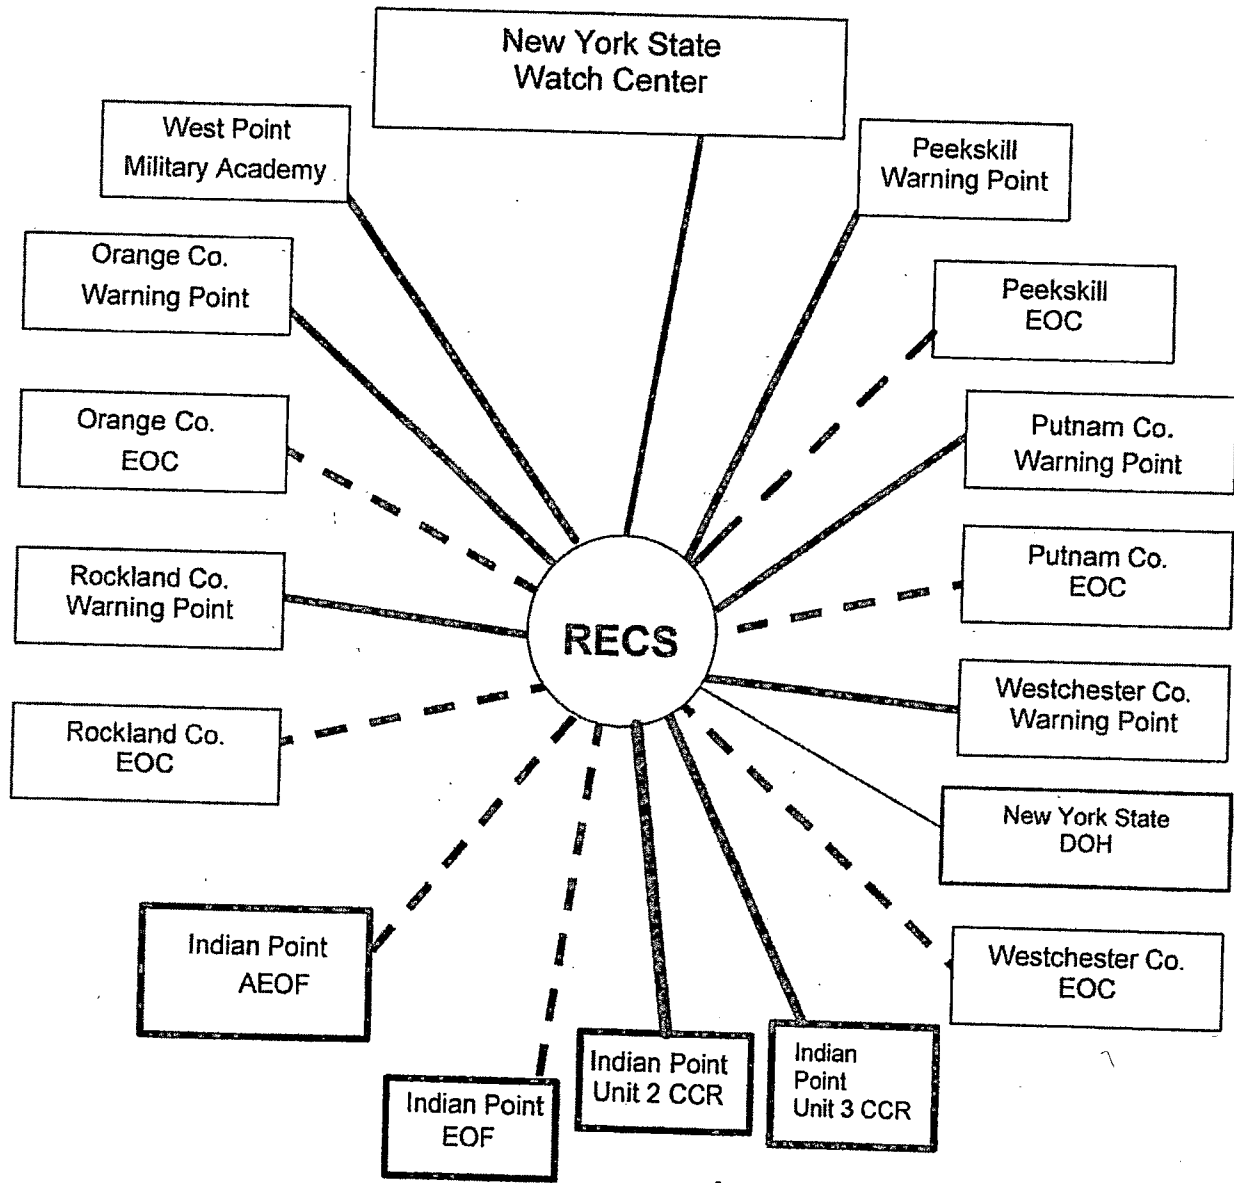 New York State
Watch Center
West Point
Military Academy
Peekskill
Warning Point
Orange Co.
Warning Point
Peekskill
EOC
Orange Co.
EOC
Putnam Co.
Warning Point
Rockland Co.
Warning Point
Putnam Co.
EOC
RECS
Rockland Co.
EOC
Westchester Co.
Warning Point
New York State
DOH
Indian Point
AEOF
Westchester Co.
EOC
Indian Point
EOF
Indian Point
Unit 2 CCR
Indian
Point
Unit 3 CCR